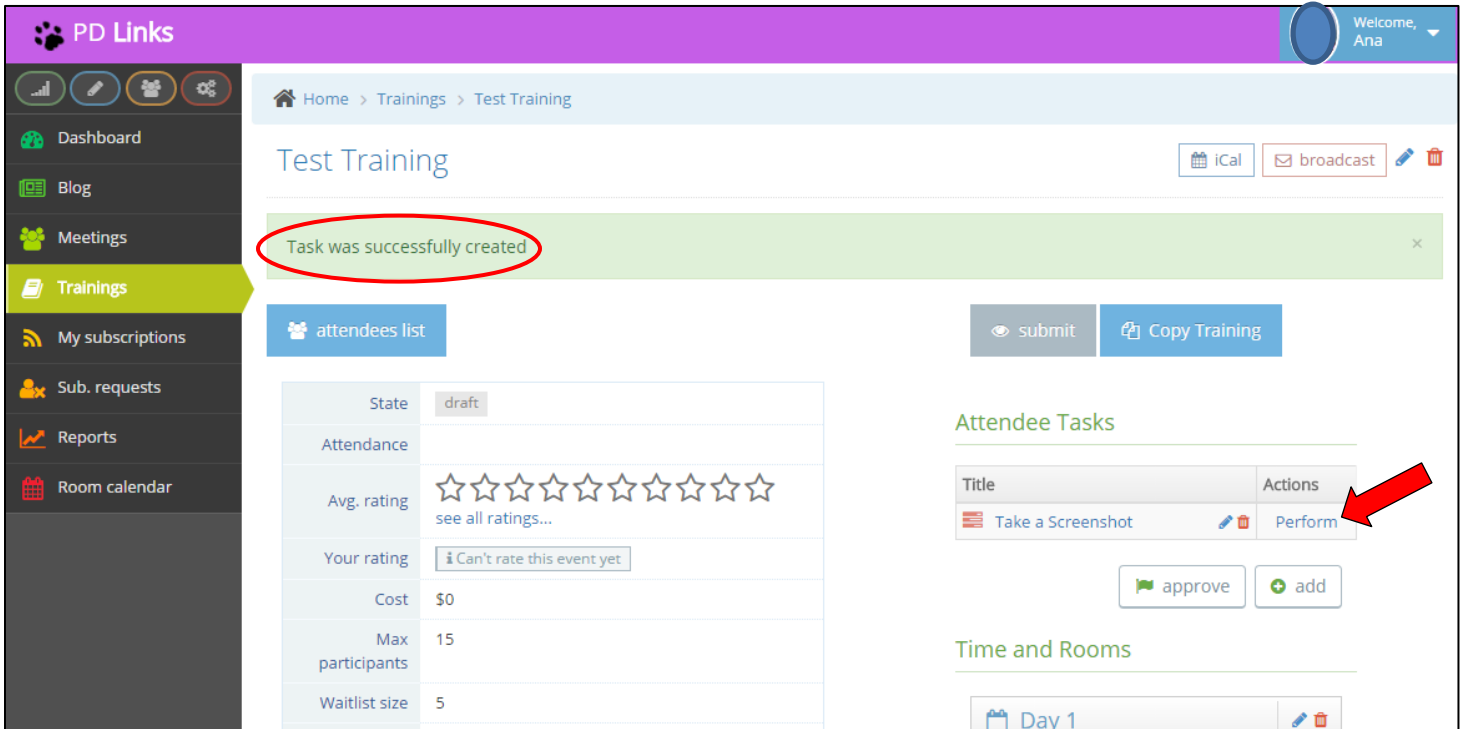 PD Links
Welcome,
Ana
Home > Trainings > Test Training
Dashboard
Blog
Meetings
Trainings
My subscriptions
Sub. requests
Reports
Room calendar
Test Training
iCal
broadcast
Task was successfully created
×
attendees list
submit
Copy Training
State draft
Attendance
Avg. rating
see all ratings...
Your rating Can't rate this event yet
Cost $0
Max participants 15
Waitlist size 5
Attendee Tasks
Title Actions
Take a Screenshot Perform
approve
add
Time and Rooms
Day 1